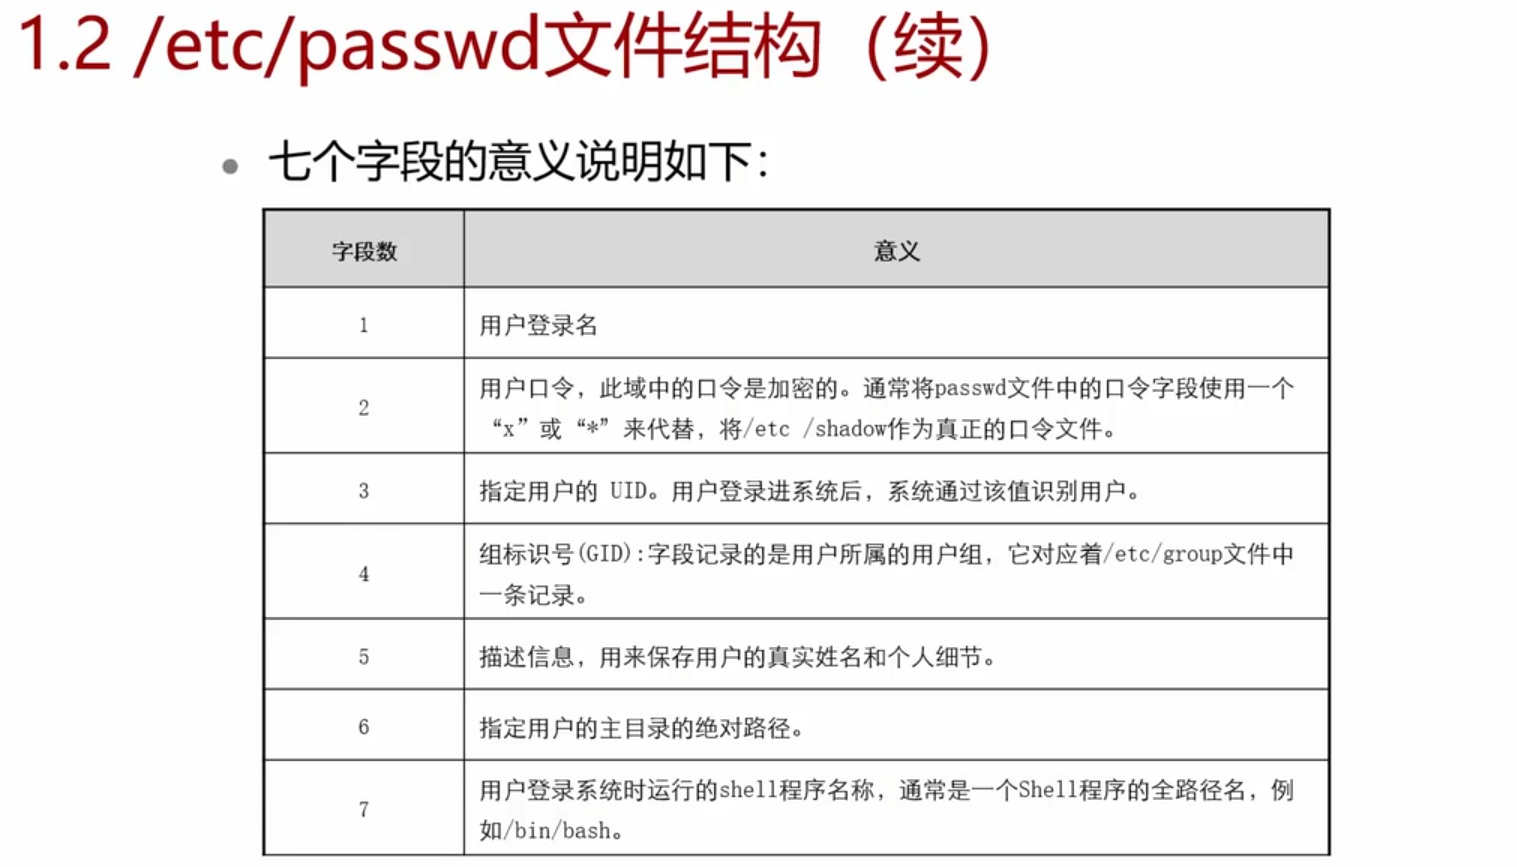 1.2 /etc/passwd文件结构（续）
七个字段的意义说明如下：
字段数 意义
1 用户登录名
2 用户口令，此域中的口令是加密的。通常将passwd文件中的口令字段使用一个
“x”或“*”来代替，将/etc /shadow作为真正的口令文件。
3 指定用户的 UID。用户登录进系统后，系统通过该值识别用户。
4 组标识号(GID):字段记录的是用户所属的用户组，它对应着/etc/group文件中
一条记录。
5 描述信息，用来保存用户的真实姓名和个人细节。
6 指定用户的主目录的绝对路径。
7 用户登录系统时运行的shell程序名称，通常是一个Shell程序的全路径名，例
如/bin/bash。